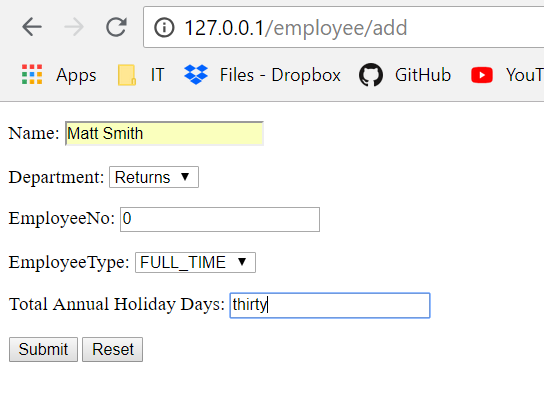 127.0.0.1/employee/add
Apps IT Files - Dropbox GitHub YouT
Name: Matt Smith
Department: Returns
EmployeeNo: 0
EmployeeType: FULL_TIME
Total Annual Holiday Days: thirty
Submit Reset